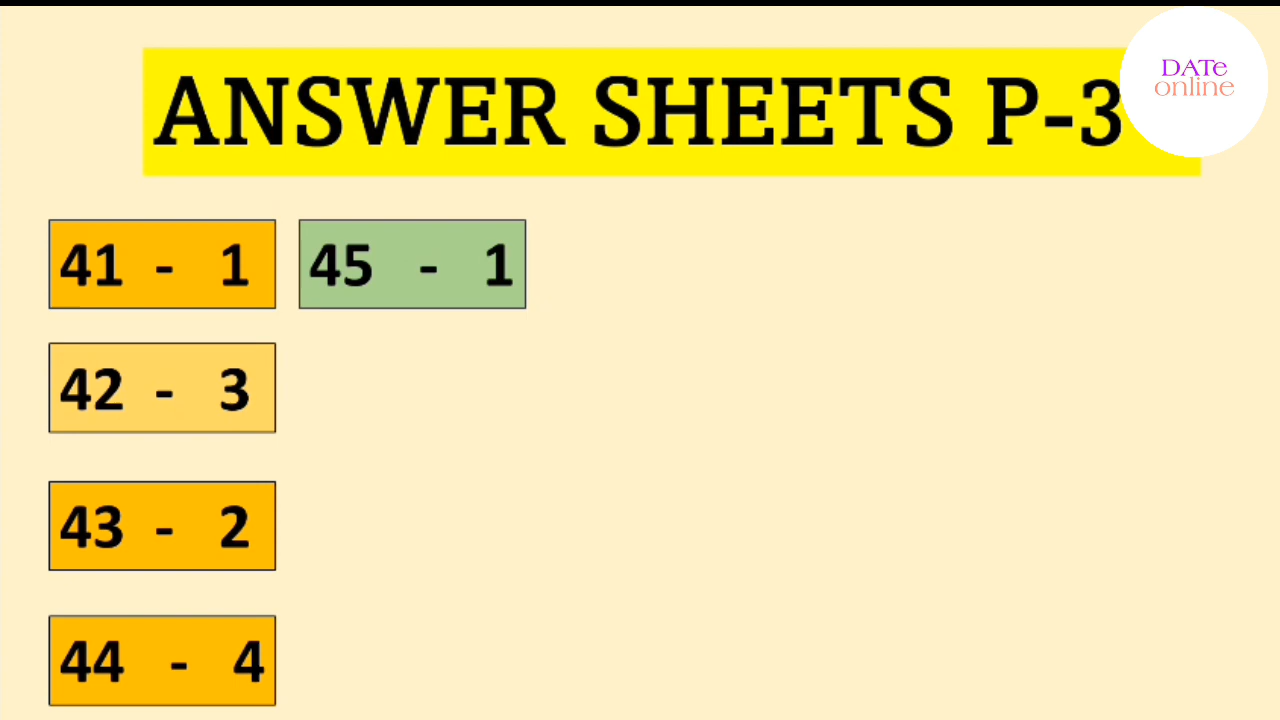 ANSWER SHEETS P-3
DATe
online
41 - 1
45 - 1
42 - 3
43 - 2
44 - 4